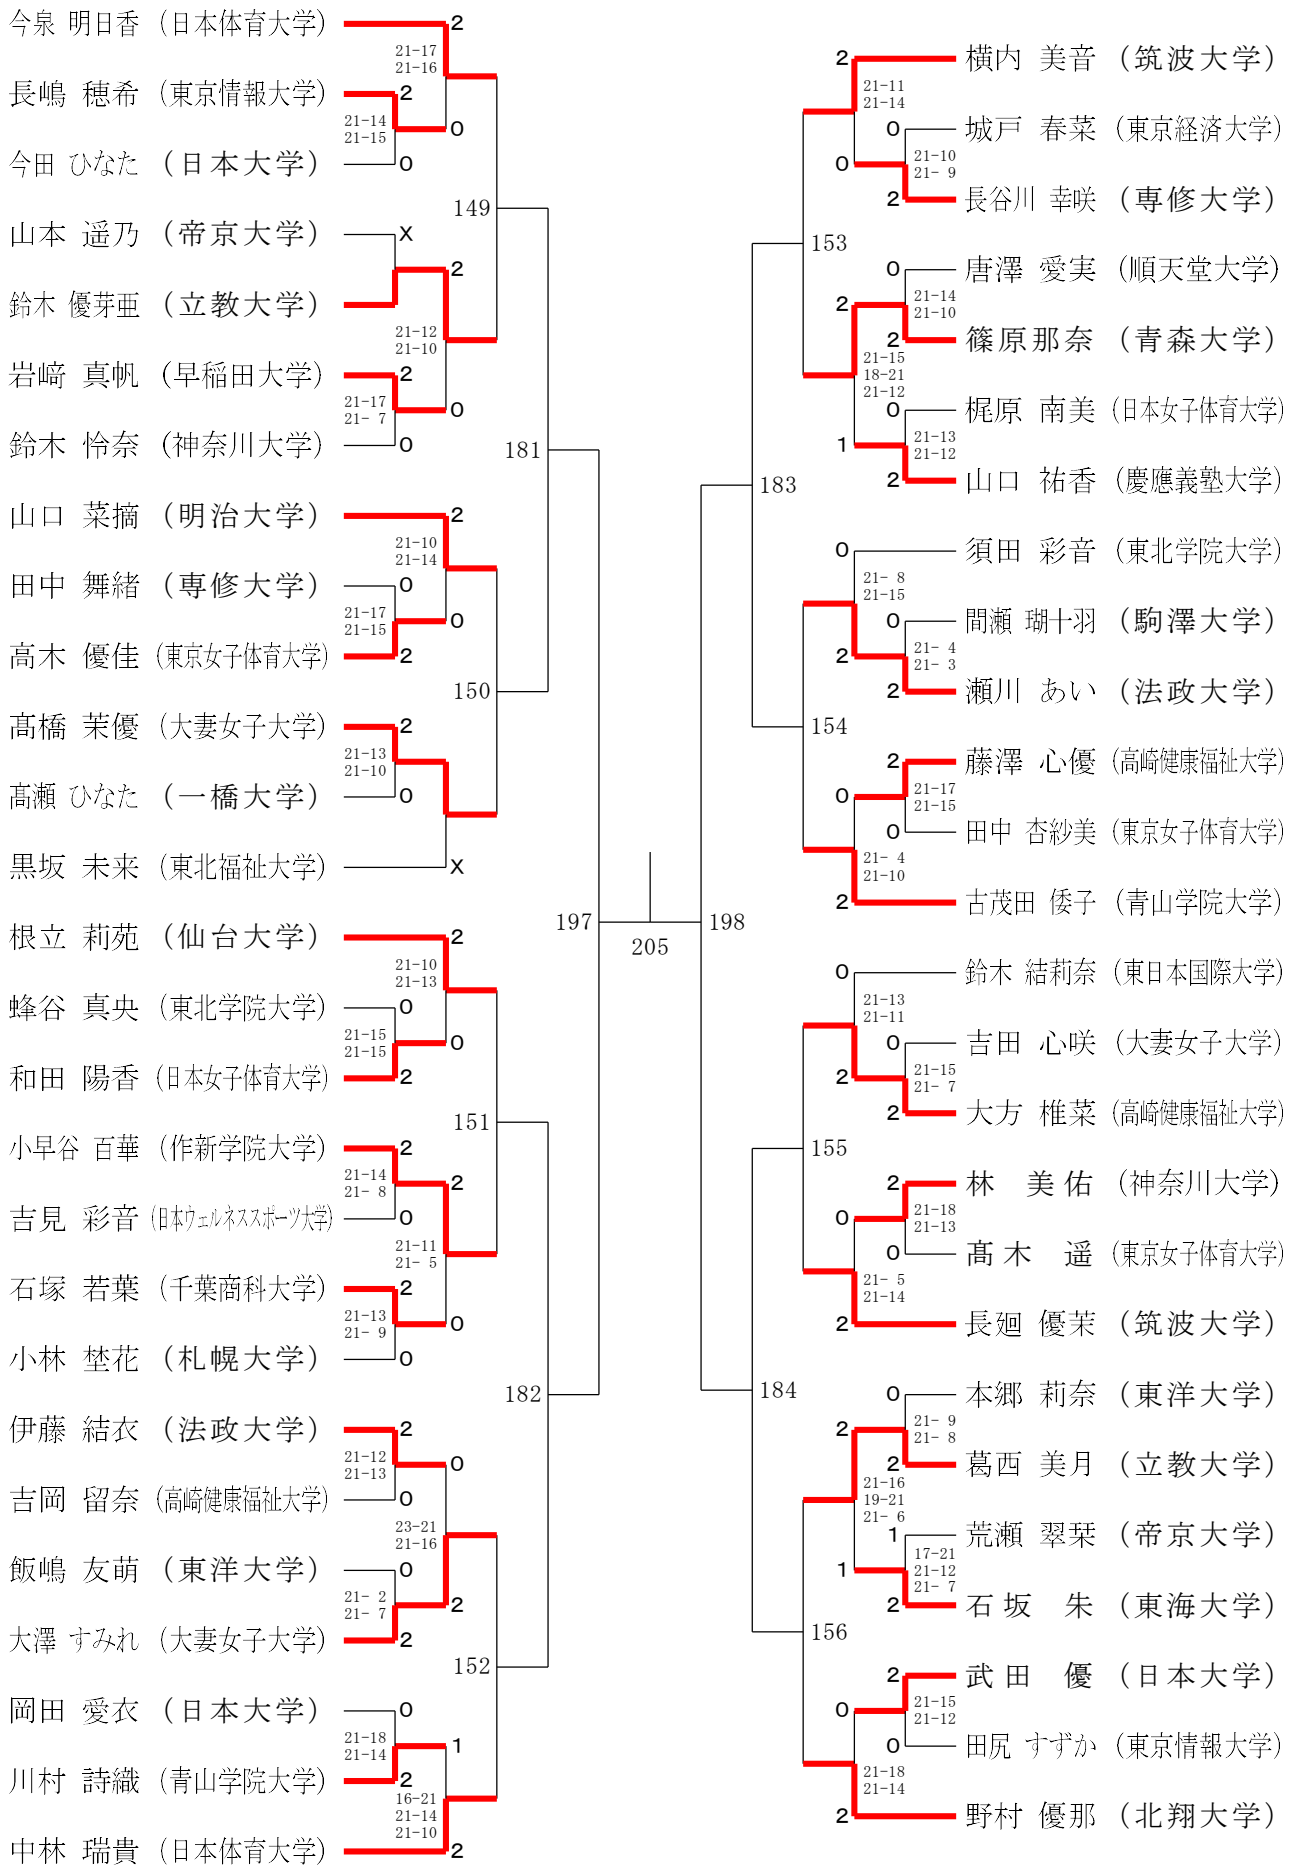 今泉 明日香 (日本体育大学) 2
21-17
21-16
長嶋 穂希 (東京情報大学) 2
21-14
21-15
0
今田 ひなた (日本大学) 0
149
山本 遥乃 (帝京大学) X
2
鈴木 優芽亜 (立教大学)
21-12
21-10
岩﨑 真帆 (早稲田大学) 2
21-17
21- 7
0
鈴木 怜奈 (神奈川大学) 0
181
山口 菜摘 (明治大学) 2
21-10
21-14
田中 舞緒 (専修大学) 0
21-17
21-15
0
高木 優佳 (東京女子体育大学) 2
150
髙橋 茉優 (大妻女子大学) 2
21-13
21-10
髙瀬 ひなた (一橋大学) 0
黒坂 未来 (東北福祉大学) X
197
根立 莉苑 (仙台大学) 2
21-10
21-13
蜂谷 真央 (東北学院大学) 0
21-15
21-15
0
和田 陽香 (日本女子体育大学) 2
151
小早谷 百華 (作新学院大学) 2
21-14
21- 8
2
吉見 彩音 (日本ウェルネススポーツ大学) 0
21-11
21- 5
石塚 若葉 (千葉商科大学) 2
21-13
21- 9
0
小林 埜花 (札幌大学) 0
182
伊藤 結衣 (法政大学) 2
21-12
21-13
0
吉岡 留奈 (高崎健康福祉大学) 0
23-21
21-16
飯嶋 友萌 (東洋大学) 0
21- 2
21- 7
2
大澤 すみれ (大妻女子大学) 2
152
岡田 愛衣 (日本大学) 0
21-18
21-14
1
川村 詩織 (青山学院大学) 2
16-21
21-14
21-10
中林 瑞貴 (日本体育大学) 2
205
2 横内 美音 (筑波大学)
21-11
21-14
0 城戸 春菜 (東京経済大学)
0
21-10
21- 9
2 長谷川 幸咲 (専修大学)
153
0 唐澤 愛実 (順天堂大学)
2
21-14
21-10
2 篠原那奈 (青森大学)
21-15
18-21
21-12
0 梶原 南美 (日本女子体育大学)
1
21-13
21-12
2 山口 祐香 (慶應義塾大学)
183
0 須田 彩音 (東北学院大学)
21- 8
21-15
0 間瀬 瑚十羽 (駒澤大学)
2
21- 4
21- 3
2 瀬川 あい (法政大学)
154
2 藤澤 心優 (高崎健康福祉大学)
0
21-17
21-15
0 田中 杏紗美 (東京女子体育大学)
21- 4
21-10
2 古茂田 倭子 (青山学院大学)
198
0 鈴木 結莉奈 (東日本国際大学)
21-13
21-11
0 吉田 心咲 (大妻女子大学)
2
21-15
21- 7
2 大方 椎菜 (高崎健康福祉大学)
155
2 林 美佑 (神奈川大学)
0
21-18
21-13
0 髙木 遥 (東京女子体育大学)
21- 5
21-14
2 長廻 優茉 (筑波大学)
184
0 本郷 莉奈 (東洋大学)
2
21- 9
21- 8
2 葛西 美月 (立教大学)
21-16
19-21
21- 6
1 荒瀬 翠栞 (帝京大学)
1
17-21
21-12
21- 7
2 石坂 朱 (東海大学)
156
2 武田 優 (日本大学)
0
21-15
21-12
0 田尻 すずか (東京情報大学)
21-18
21-14
2 野村 優那 (北翔大学)